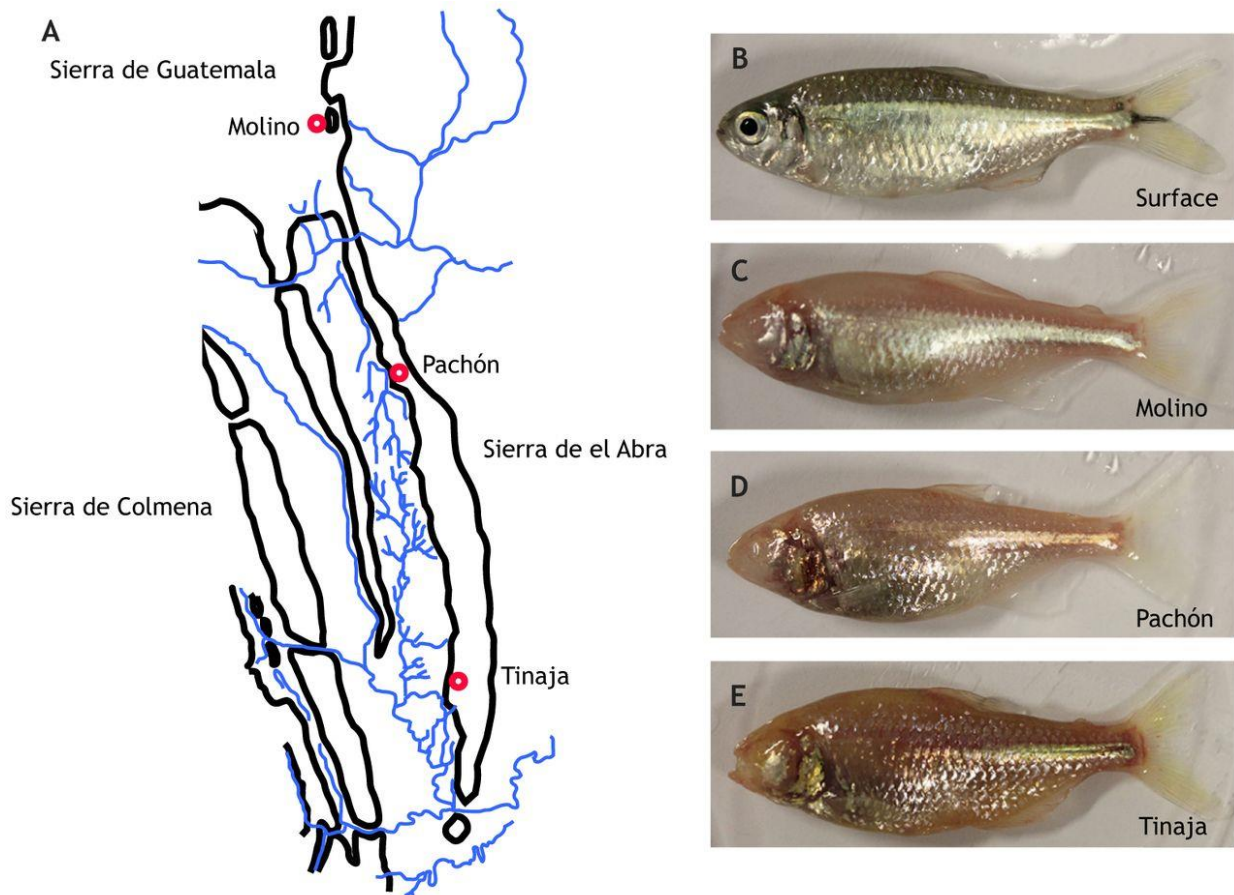 A
Sierra de Guatemala
Molino
Pachón
Sierra de el Abra
Sierra de Colmena
Tinaja
B
Surface
C
Molino
D
Pachón
E
Tinaja